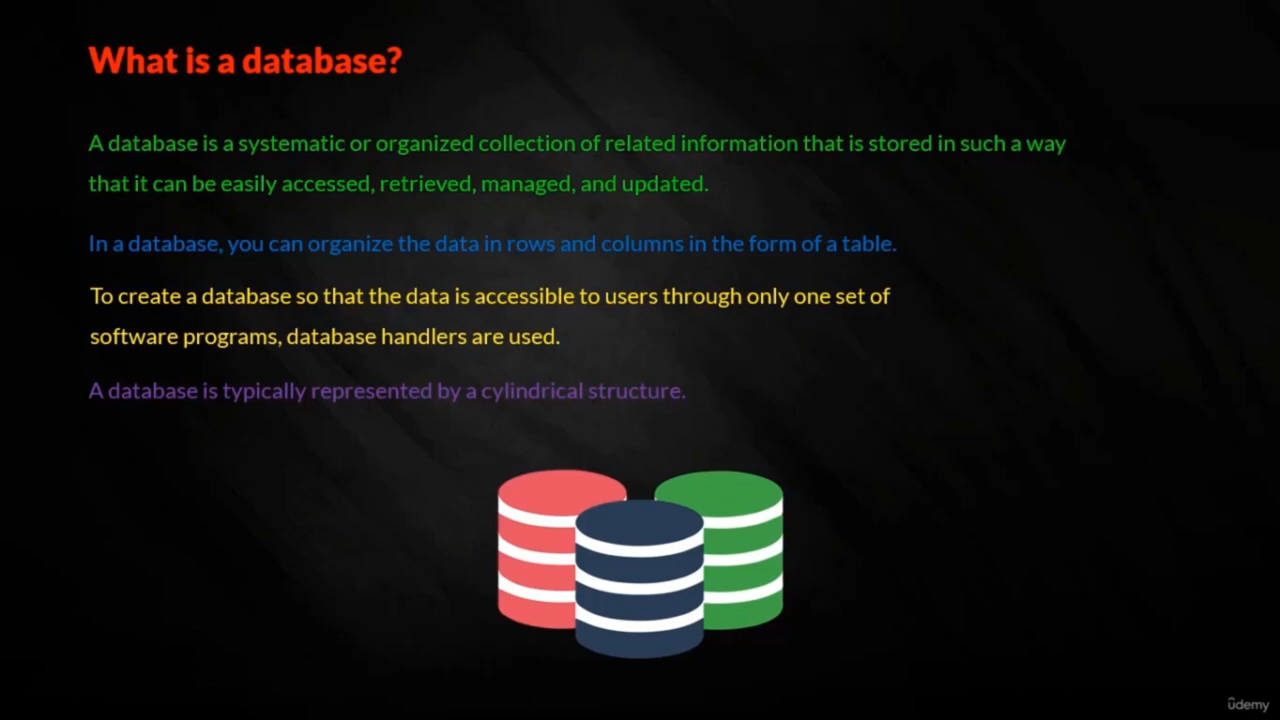 What is a database?
A database is a systematic or organized collection of related information that is stored in such a way
that it can be easily accessed, retrieved, managed, and updated.
In a database, you can organize the data in rows and columns in the form of a table.
To create a database so that the data is accessible to users through only one set of
software programs, database handlers are used.
A database is typically represented by a cylindrical structure.
ûdemy